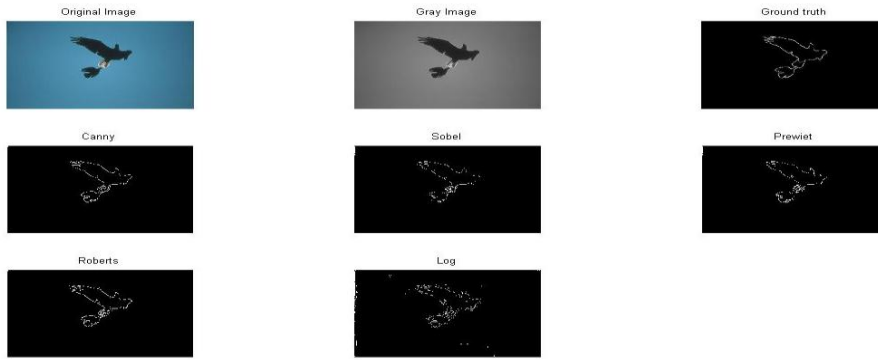 Original Image
Gray Image
Ground truth
Canny
Sobel
Prewiet
Roberts
Log